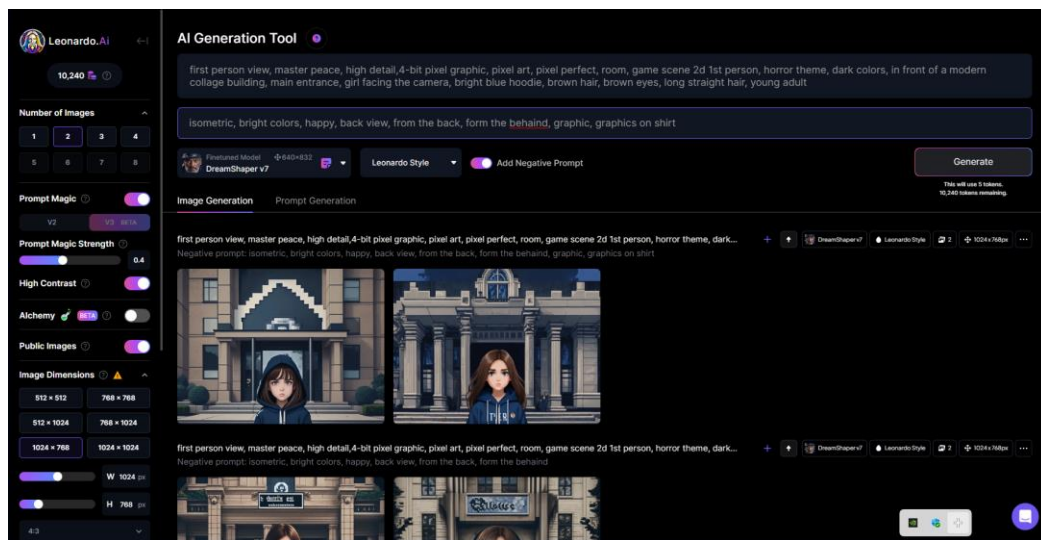 Leonardo.Ai
10,240
Number of Images
1 2 3 4
5 6 7 8
Prompt Magic
V2 V3 BETA
Prompt Magic Strength
0.4
High Contrast
Alchemy BETA
Public Images
Image Dimensions
512 × 512 768 × 768
512 × 1024 768 × 1024
1024 × 768 1024 × 1024
W 1024 px
H 768 px
4:3
AI Generation Tool
first person view, master peace, high detail,4-bit pixel graphic, pixel art, pixel perfect, room, game scene 2d 1st person, horror theme, dark colors, in front of a modern
collage building, main entrance, girl facing the camera, bright blue hoodie, brown hair, brown eyes, long straight hair, young adult
isometric, bright colors, happy, back view, from the back, form the behaind, graphic, graphics on shirt
Finetuned Model 640×832
DreamShaper v7
Leonardo Style
Add Negative Prompt
Generate
This will use 5 tokens.
10,240 tokens remaining.
Image Generation Prompt Generation
first person view, master peace, high detail,4-bit pixel graphic, pixel art, pixel perfect, room, game scene 2d 1st person, horror theme, dark...
DreamShaper v7 Leonardo Style 2 1024x768px
Negative prompt: isometric, bright colors, happy, back view, from the back, form the behaind, graphic, graphics on shirt
first person view, master peace, high detail,4-bit pixel graphic, pixel art, pixel perfect, room, game scene 2d 1st person, horror theme, dark...
DreamShaper v7 Leonardo Style 2 1024x768px
Negative prompt: isometric, bright colors, happy, back view, from the back, form the behaind